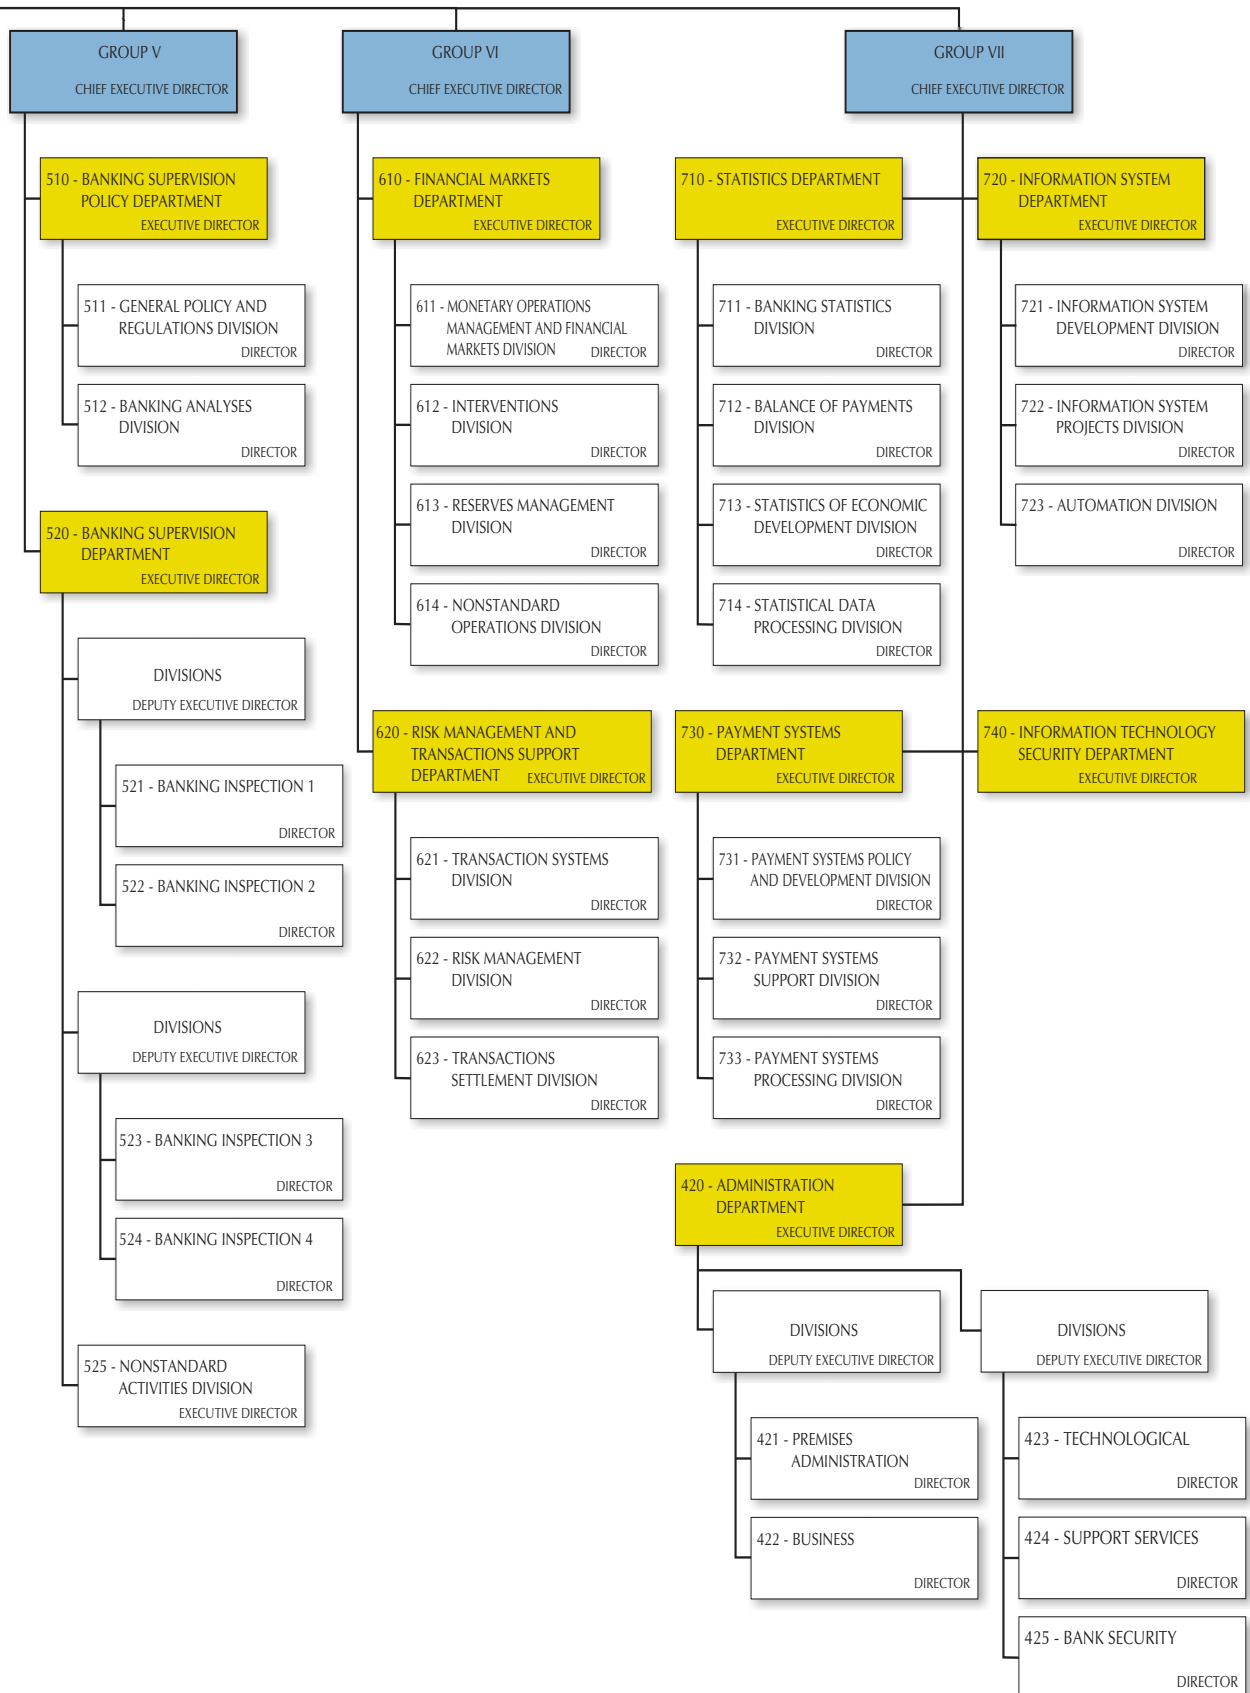 GROUP V
CHIEF EXECUTIVE DIRECTOR
510 - BANKING SUPERVISION
POLICY DEPARTMENT
EXECUTIVE DIRECTOR
511 - GENERAL POLICY AND
REGULATIONS DIVISION
DIRECTOR
512 - BANKING ANALYSES
DIVISION
DIRECTOR
520 - BANKING SUPERVISION
DEPARTMENT
EXECUTIVE DIRECTOR
DIVISIONS
DEPUTY EXECUTIVE DIRECTOR
521 - BANKING INSPECTION 1
DIRECTOR
522 - BANKING INSPECTION 2
DIRECTOR
DIVISIONS
DEPUTY EXECUTIVE DIRECTOR
523 - BANKING INSPECTION 3
DIRECTOR
524 - BANKING INSPECTION 4
DIRECTOR
525 - NONSTANDARD
ACTIVITIES DIVISION
EXECUTIVE DIRECTOR
GROUP VI
CHIEF EXECUTIVE DIRECTOR
610 - FINANCIAL MARKETS
DEPARTMENT
EXECUTIVE DIRECTOR
611 - MONETARY OPERATIONS
MANAGEMENT AND FINANCIAL
MARKETS DIVISION DIRECTOR
612 - INTERVENTIONS
DIVISION
DIRECTOR
613 - RESERVES MANAGEMENT
DIVISION
DIRECTOR
614 - NONSTANDARD
OPERATIONS DIVISION
DIRECTOR
620 - RISK MANAGEMENT AND
TRANSACTIONS SUPPORT
DEPARTMENT EXECUTIVE DIRECTOR
621 - TRANSACTION SYSTEMS
DIVISION
DIRECTOR
622 - RISK MANAGEMENT
DIVISION
DIRECTOR
623 - TRANSACTIONS
SETTLEMENT DIVISION
DIRECTOR
GROUP VII
CHIEF EXECUTIVE DIRECTOR
710 - STATISTICS DEPARTMENT
EXECUTIVE DIRECTOR
711 - BANKING STATISTICS
DIVISION
DIRECTOR
712 - BALANCE OF PAYMENTS
DIVISION
DIRECTOR
713 - STATISTICS OF ECONOMIC
DEVELOPMENT DIVISION
DIRECTOR
714 - STATISTICAL DATA
PROCESSING DIVISION
DIRECTOR
720 - INFORMATION SYSTEM
DEPARTMENT
EXECUTIVE DIRECTOR
721 - INFORMATION SYSTEM
DEVELOPMENT DIVISION
DIRECTOR
722 - INFORMATION SYSTEM
PROJECTS DIVISION
DIRECTOR
723 - AUTOMATION DIVISION
DIRECTOR
730 - PAYMENT SYSTEMS
DEPARTMENT
EXECUTIVE DIRECTOR
731 - PAYMENT SYSTEMS POLICY
AND DEVELOPMENT DIVISION
DIRECTOR
732 - PAYMENT SYSTEMS
SUPPORT DIVISION
DIRECTOR
733 - PAYMENT SYSTEMS
PROCESSING DIVISION
DIRECTOR
740 - INFORMATION TECHNOLOGY
SECURITY DEPARTMENT
EXECUTIVE DIRECTOR
420 - ADMINISTRATION
DEPARTMENT
EXECUTIVE DIRECTOR
DIVISIONS
DEPUTY EXECUTIVE DIRECTOR
421 - PREMISES
ADMINISTRATION
DIRECTOR
422 - BUSINESS
DIRECTOR
DIVISIONS
DEPUTY EXECUTIVE DIRECTOR
423 - TECHNOLOGICAL
DIRECTOR
424 - SUPPORT SERVICES
DIRECTOR
425 - BANK SECURITY
DIRECTOR